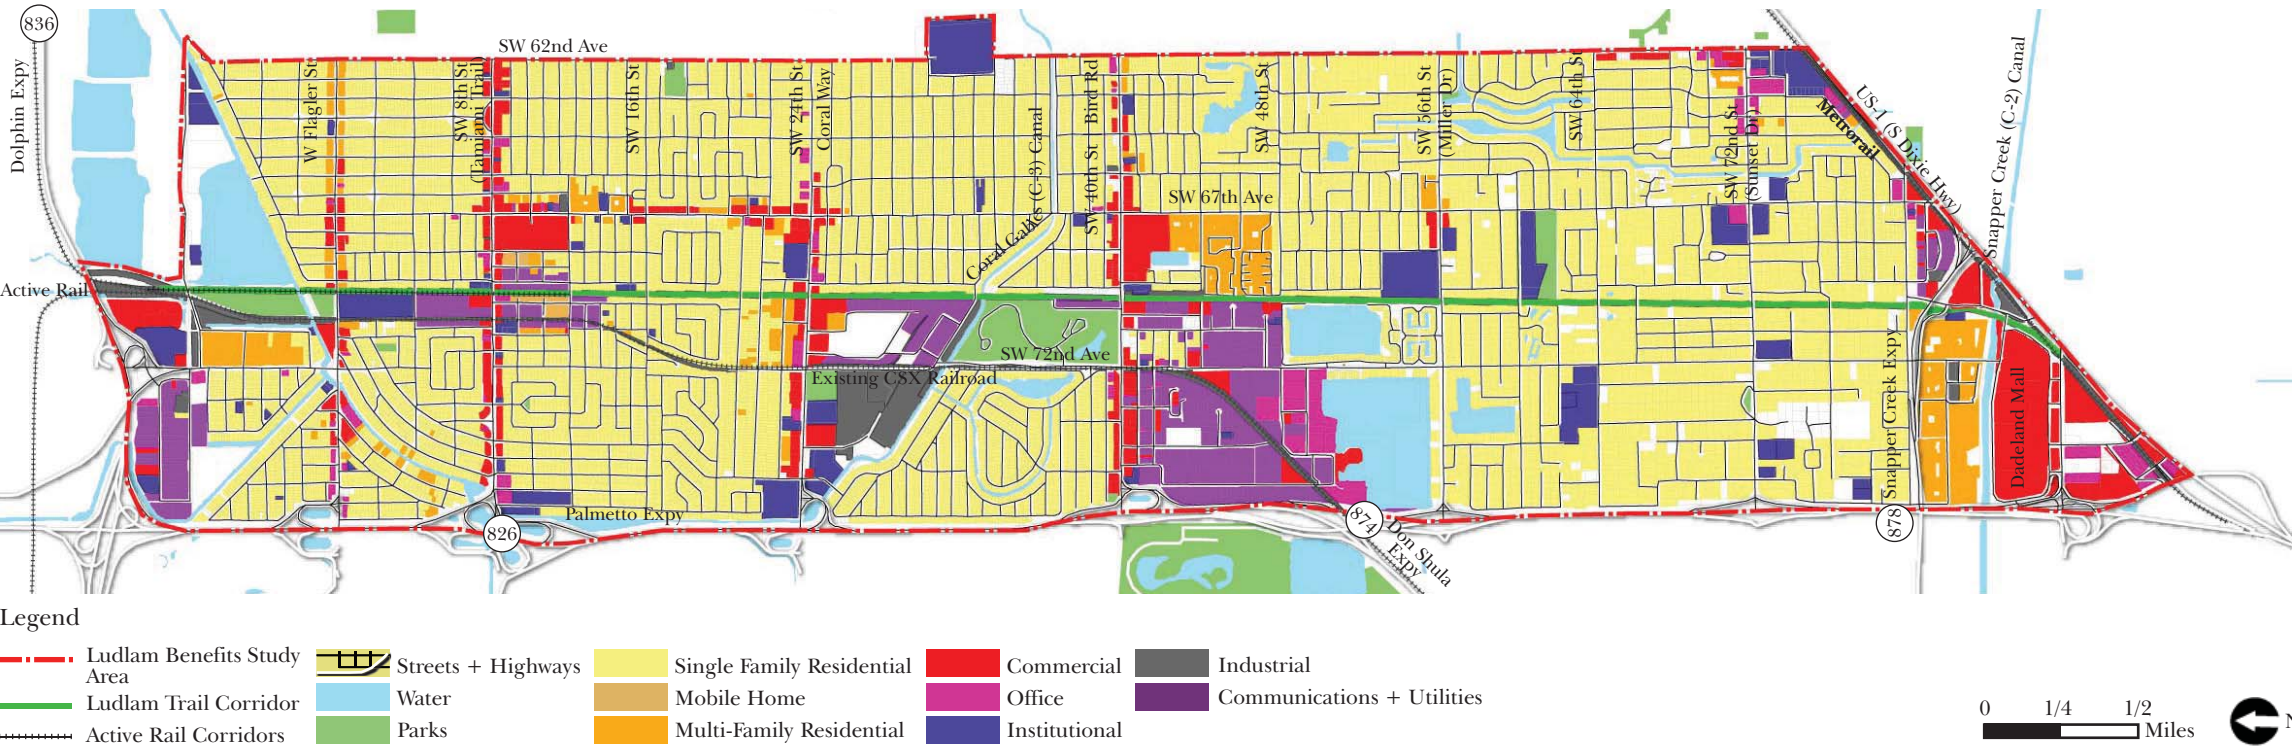 836
Dolphin Expy
SW 62nd Ave
W Flagler St
SW 8th St
(Tamiami Trail)
SW 16th St
SW 24th St
Coral Way
Coral Gables (C-3) Canal
SW 40th St
Bird Rd
SW 48th St
SW 56th St
(Miller Dr)
SW 64th St
SW 72nd St
(Sunset Dr)
Metrorail
US-1 (S Dixie Hwy)
Snapper Creek (C-2) Canal
SW 67th Ave
Active Rail
SW 72nd Ave
Existing CSX Railroad
Palmetto Expy
826
874
Don Shula
Expy
878
Snapper Creek Expy
Dadeland Mall
Legend
Ludlam Benefits Study
Area
Ludlam Trail Corridor
Active Rail Corridors
Streets + Highways
Water
Parks
Single Family Residential
Mobile Home
Multi-Family Residential
Commercial
Office
Institutional
Industrial
Communications + Utilities
0 1/4 1/2
Miles
N